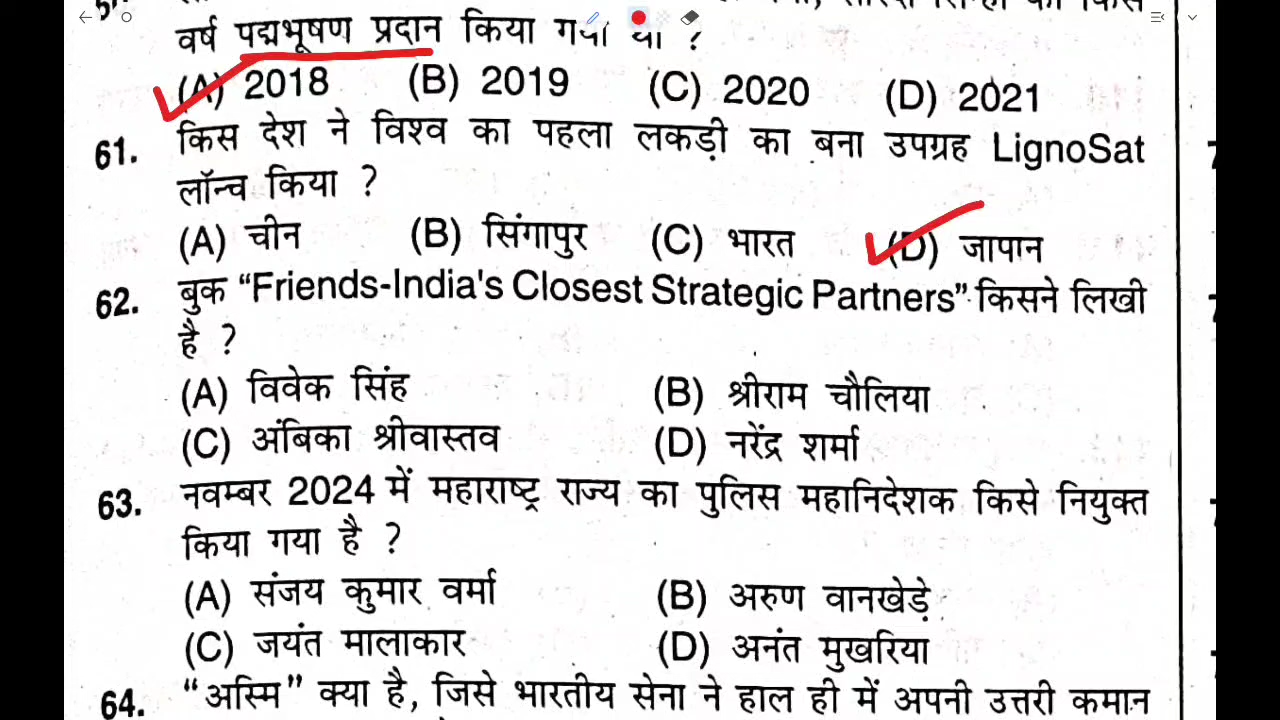 वर्ष पद्मभूषण प्रदान किया गया था ?
(A) 2018 (B) 2019 (C) 2020 (D) 2021
61. किस देश ने विश्व का पहला लकड़ी का बना उपग्रह LignoSat
लॉन्च किया ?
(A) चीन (B) सिंगापुर (C) भारत (D) जापान
62. बुक “Friends-India's Closest Strategic Partners” किसने लिखी
है ?
(A) विवेक सिंह (B) श्रीराम चौलिया
(C) अंबिका श्रीवास्तव (D) नरेंद्र शर्मा
63. नवम्बर 2024 में महाराष्ट्र राज्य का पुलिस महानिदेशक किसे नियुक्त
किया गया है ?
(A) संजय कुमार वर्मा (B) अरुण वानखेड़े
(C) जयंत मालाकार (D) अनंत मुखरिया
64. “अस्मि” क्या है, जिसे भारतीय सेना ने हाल ही में अपनी उत्तरी कमान